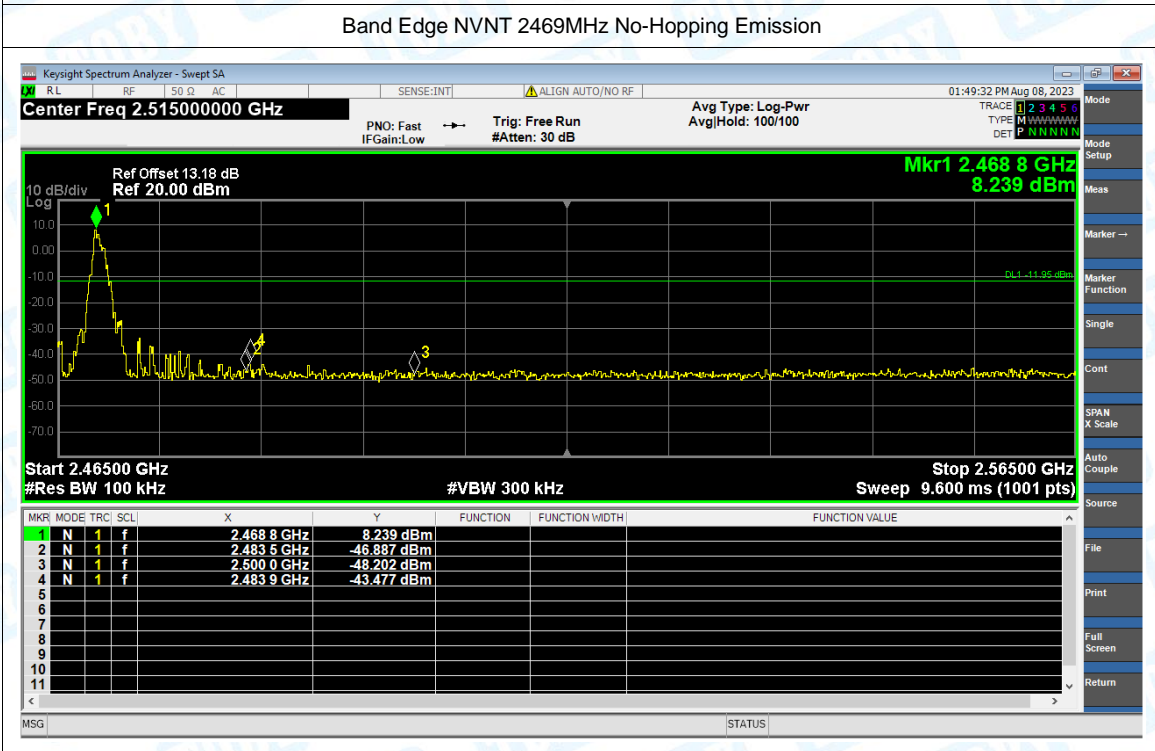 Band Edge NVNT 2469MHz No-Hopping Emission
Keysight Spectrum Analyzer - Swept SA
LXI RL RF 50 Ω AC SENSE:INT ALIGN AUTO/NO RF 01:49:32 PM Aug 08, 2023
Center Freq 2.515000000 GHz
PNO: Fast
IFGain:Low
Trig: Free Run
#Atten: 30 dB
Avg Type: Log-Pwr
Avg|Hold: 100/100
TRACE 1 2 3 4 5 6
TYPE M WWWWW
DET P N N N N N
Mkr1 2.468 8 GHz
8.239 dBm
Ref Offset 13.18 dB
10 dB/div Ref 20.00 dBm
Log
10.0
0.00
-10.0
-20.0
-30.0
-40.0
-50.0
-60.0
-70.0
1
DL1 -11.95 dBm
4
2
3
Start 2.46500 GHz Stop 2.56500 GHz
#Res BW 100 kHz #VBW 300 kHz Sweep 9.600 ms (1001 pts)
MKR MODE TRC SCL X Y FUNCTION FUNCTION WIDTH FUNCTION VALUE
1 N 1 f 2.468 8 GHz 8.239 dBm
2 N 1 f 2.483 5 GHz -46.887 dBm
3 N 1 f 2.500 0 GHz -48.202 dBm
4 N 1 f 2.483 9 GHz -43.477 dBm
5
6
7
8
9
10
11
MSG STATUS
Mode
Mode
Setup
Meas
Marker→
Marker
Function
Single
Cont
SPAN
X Scale
Auto
Couple
Source
File
Print
Full
Screen
Return